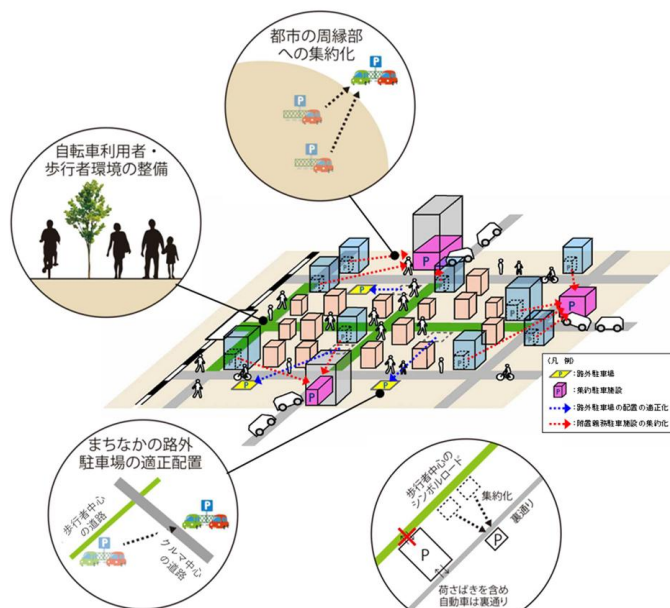 都市の周縁部
への集約化
P
P
P
自転車利用者・
歩行者環境の整備
P
P
P
P
P
P
(凡 例)
P :路外駐車場
P :集約駐車施設
:路外駐車場の配置の適正化
:附置義務駐車施設の集約化
まちなかの路外
駐車場の適正配置
歩行者中心
の道路
クルマ中心
の道路
P
P
歩行者中心の
シンボルロード
集約化
裏通り
P
P
荷さばきを含め
自動車は裏通り